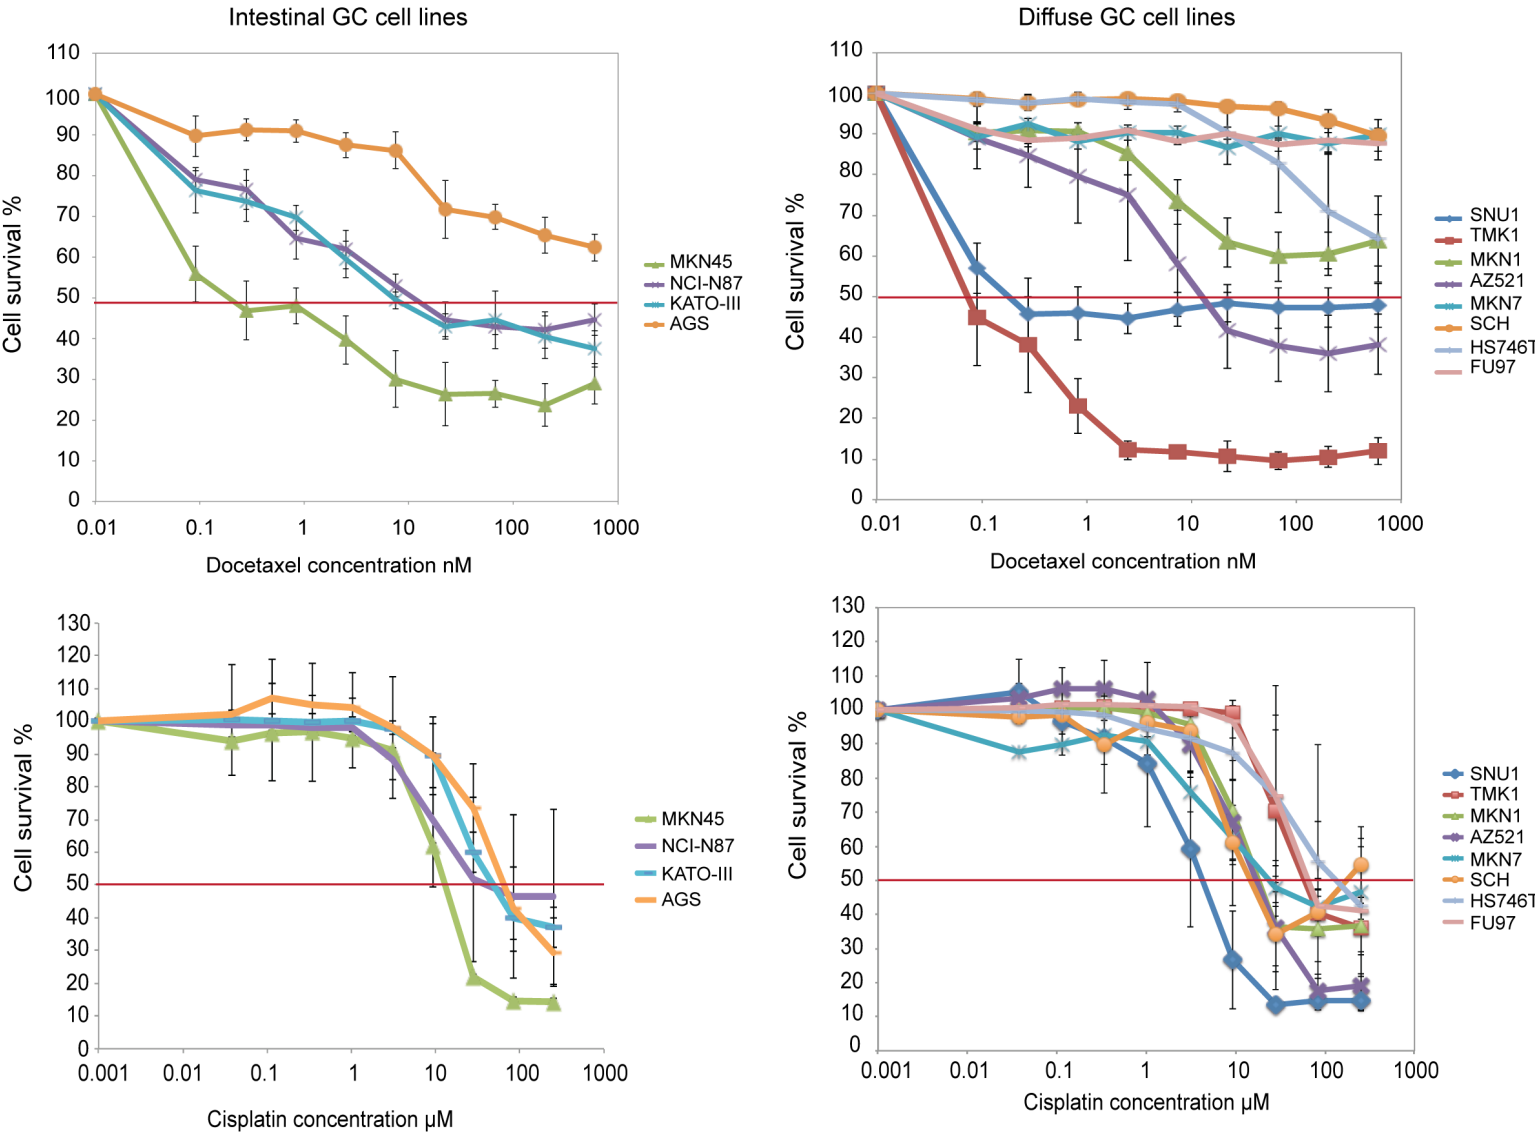 Intestinal GC cell lines
110
100
90
80
70
60
50
40
30
20
10
0
Cell survival %
0.01 0.1 1 10 100 1000
Docetaxel concentration nM
MKN45
NCI-N87
KATO-III
AGS
Diffuse GC cell lines
110
100
90
80
70
60
50
40
30
20
10
0
Cell survival %
0.01 0.1 1 10 100 1000
Docetaxel concentration nM
SNU1
TMK1
MKN1
AZ521
MKN7
SCH
HS746T
FU97
130
120
110
100
90
80
70
60
50
40
30
20
10
0
Cell survival %
0.001 0.01 0.1 1 10 100 1000
Cisplatin concentration µM
MKN45
NCI-N87
KATO-III
AGS
130
120
110
100
90
80
70
60
50
40
30
20
10
0
Cell survival %
0.001 0.01 0.1 1 10 100 1000
Cisplatin concentration µM
SNU1
TMK1
MKN1
AZ521
MKN7
SCH
HS746T
FU97